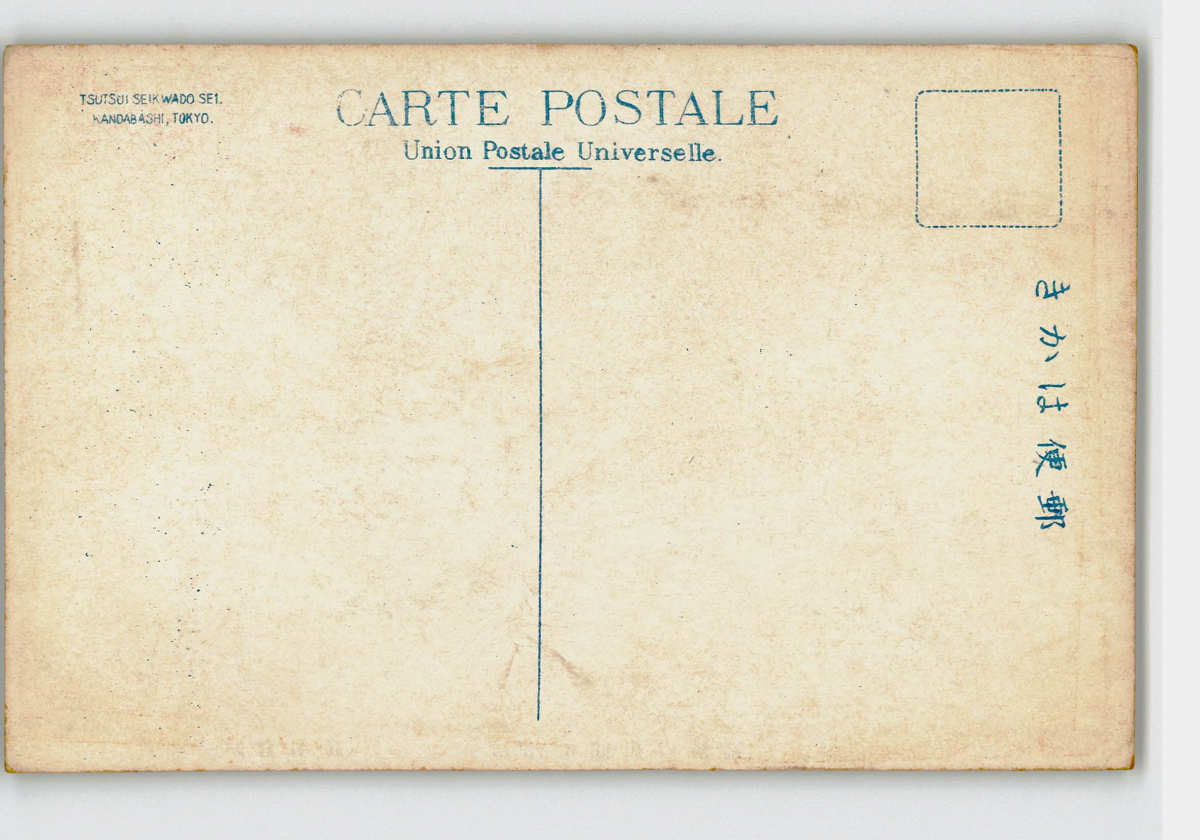 TSUTSUI SEIKWADO SEI.
KANDABASHI, TOKYO.
CARTE POSTALE
Union Postale Universelle.
きかは便郵